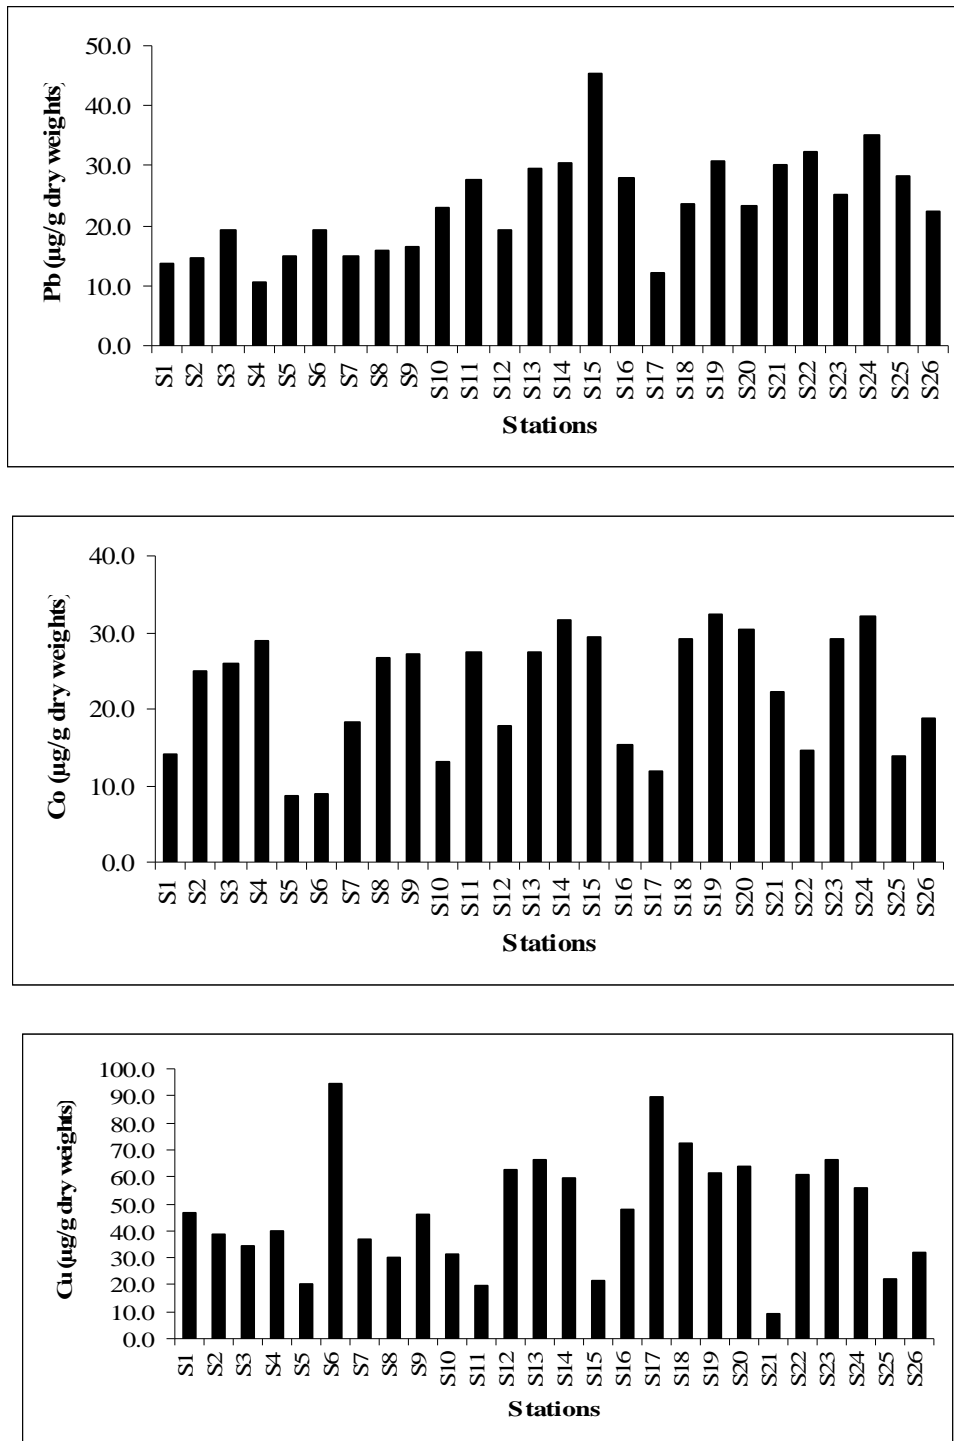 50.0
40.0
30.0
20.0
10.0
0.0
Pb (µg/g dry weights)
S1 S2 S3 S4 S5 S6 S7 S8 S9 S10 S11 S12 S13 S14 S15 S16 S17 S18 S19 S20 S21 S22 S23 S24 S25 S26
Stations
40.0
30.0
20.0
10.0
0.0
Co (µg/g dry weights)
S1 S2 S3 S4 S5 S6 S7 S8 S9 S10 S11 S12 S13 S14 S15 S16 S17 S18 S19 S20 S21 S22 S23 S24 S25 S26
Stations
100.0
90.0
80.0
70.0
60.0
50.0
40.0
30.0
20.0
10.0
0.0
Cu (µg/g dry weights)
S1 S2 S3 S4 S5 S6 S7 S8 S9 S10 S11 S12 S13 S14 S15 S16 S17 S18 S19 S20 S21 S22 S23 S24 S25 S26
Stations